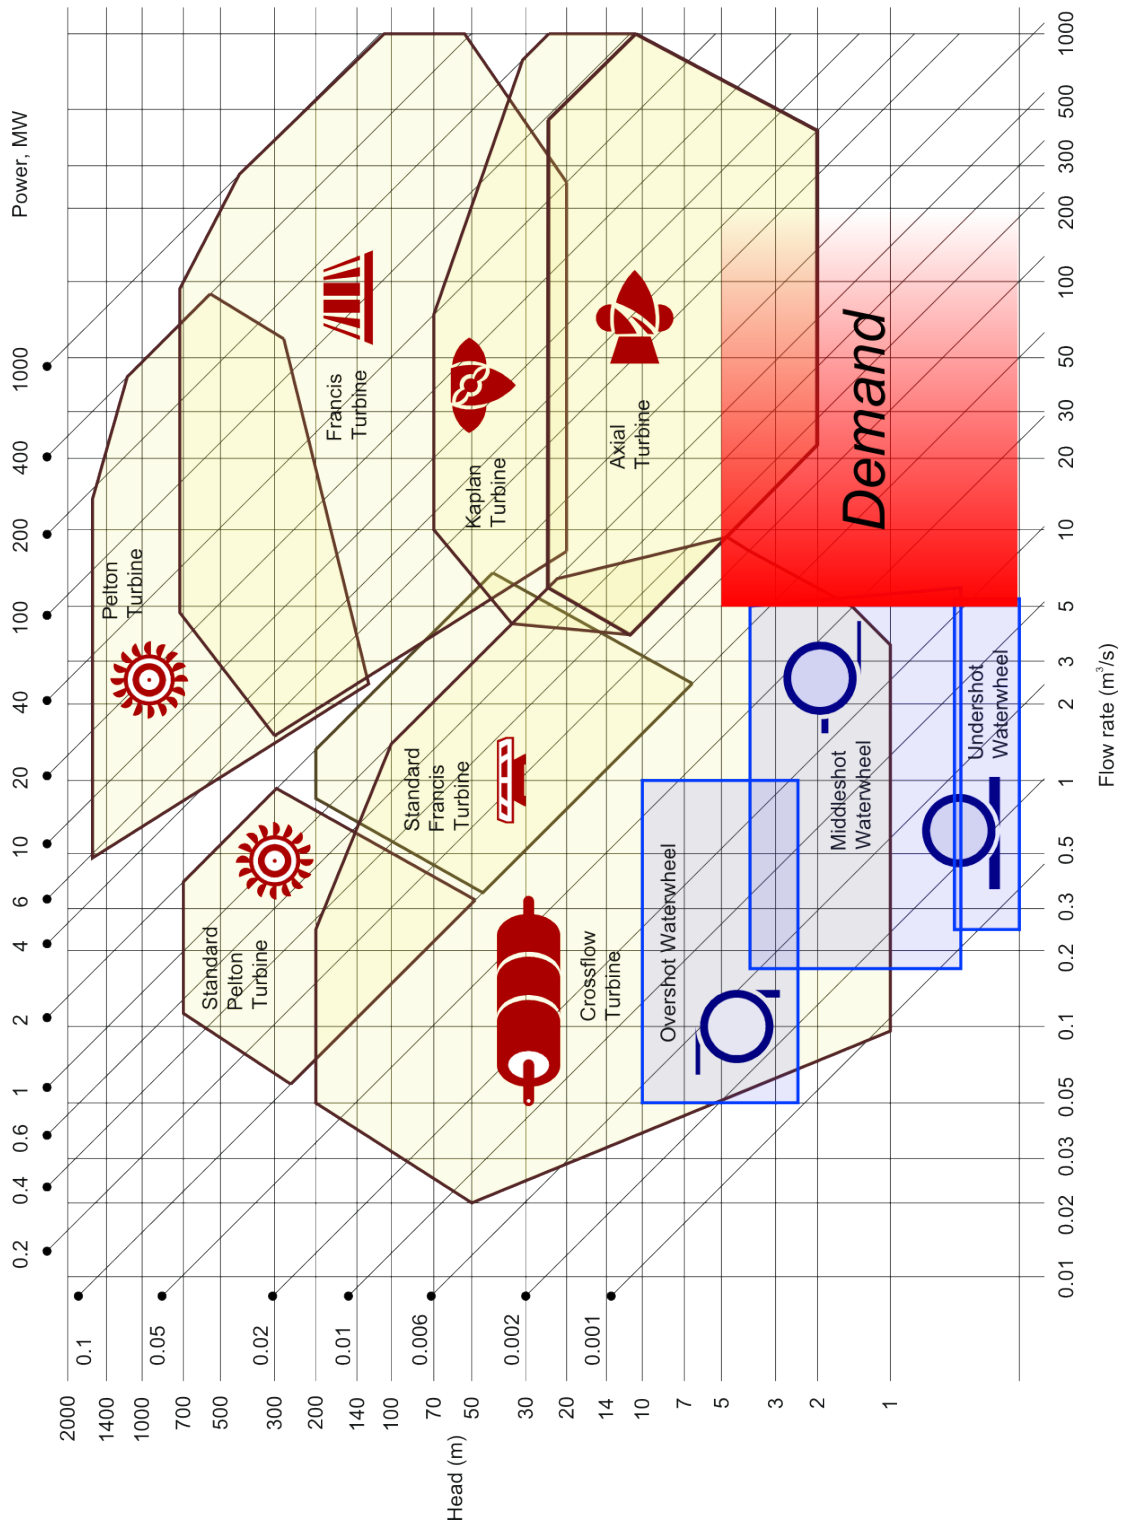 Power, MW
0.2
0.4
0.6
1
2
4
6
10
20
40
100
200
400
1000
0.1
0.05
0.02
0.01
0.006
0.002
0.001
Head (m)
2000
1400
1000
700
500
300
200
140
100
70
50
30
20
14
10
7
5
3
2
1
Pelton
Turbine
Francis
Turbine
Kaplan
Turbine
Axial
Turbine
Standard
Pelton
Turbine
Standard
Francis
Turbine
Crossflow
Turbine
Overshot Waterwheel
Middleshot
Waterwheel
Undershot
Waterwheel
Demand
0.01
0.02
0.03
0.05
0.1
0.2
0.3
0.5
1
2
3
5
10
20
30
50
100
200
300
500
1000
Flow rate (m³/s)